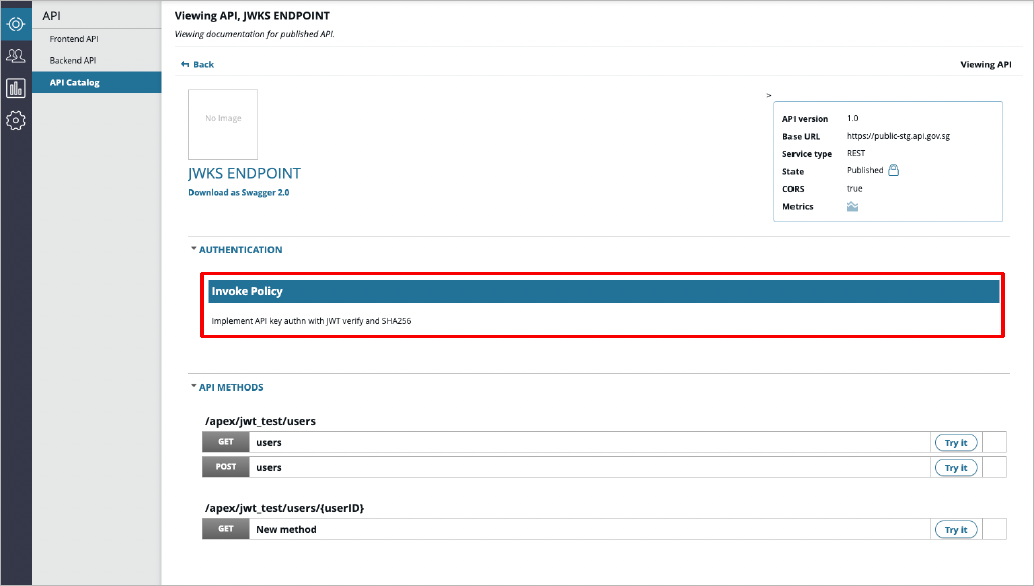 API
Frontend API
Backend API
API Catalog
Viewing API, JWKS ENDPOINT
Viewing documentation for published API.
Back
Viewing API
No Image
JWKS ENDPOINT
Download as Swagger 2.0
>
API version 1.0
Base URL https://public-stg.api.gov.sg
Service type REST
State Published
CORS true
Metrics
AUTHENTICATION
Invoke Policy
Implement API key authn with JWT verify and SHA256
API METHODS
/apex/jwt_test/users
GET users Try it
POST users Try it
/apex/jwt_test/users/{userID}
GET New method Try it